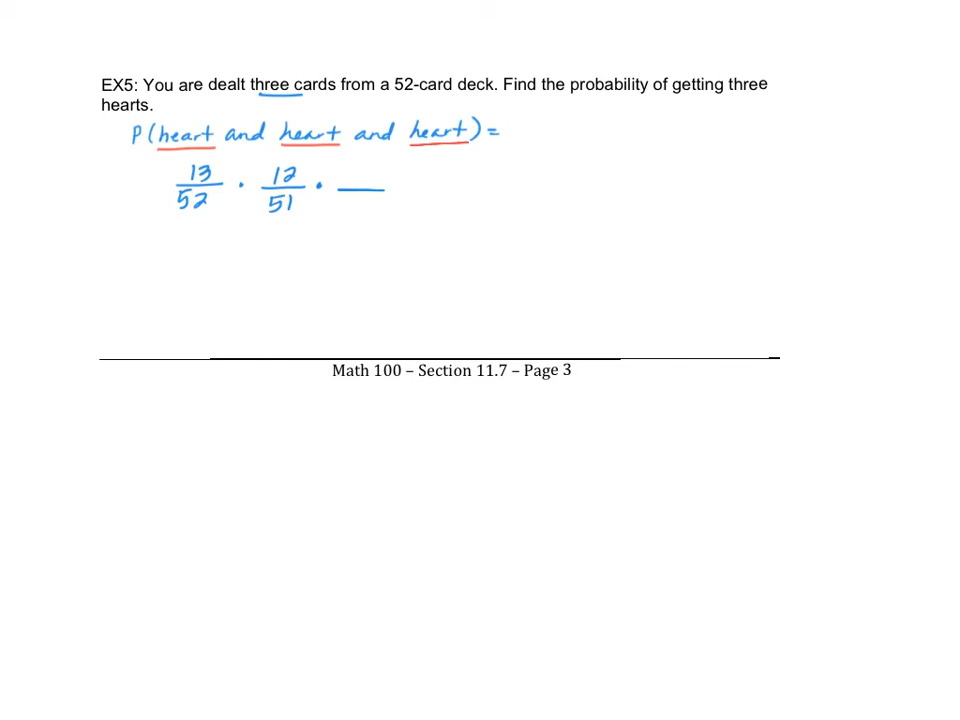 EX5: You are dealt three cards from a 52-card deck. Find the probability of getting three
hearts.
P(heart and heart and heart) =
13/52 · 12/51 · __
Math 100 – Section 11.7 – Page 3